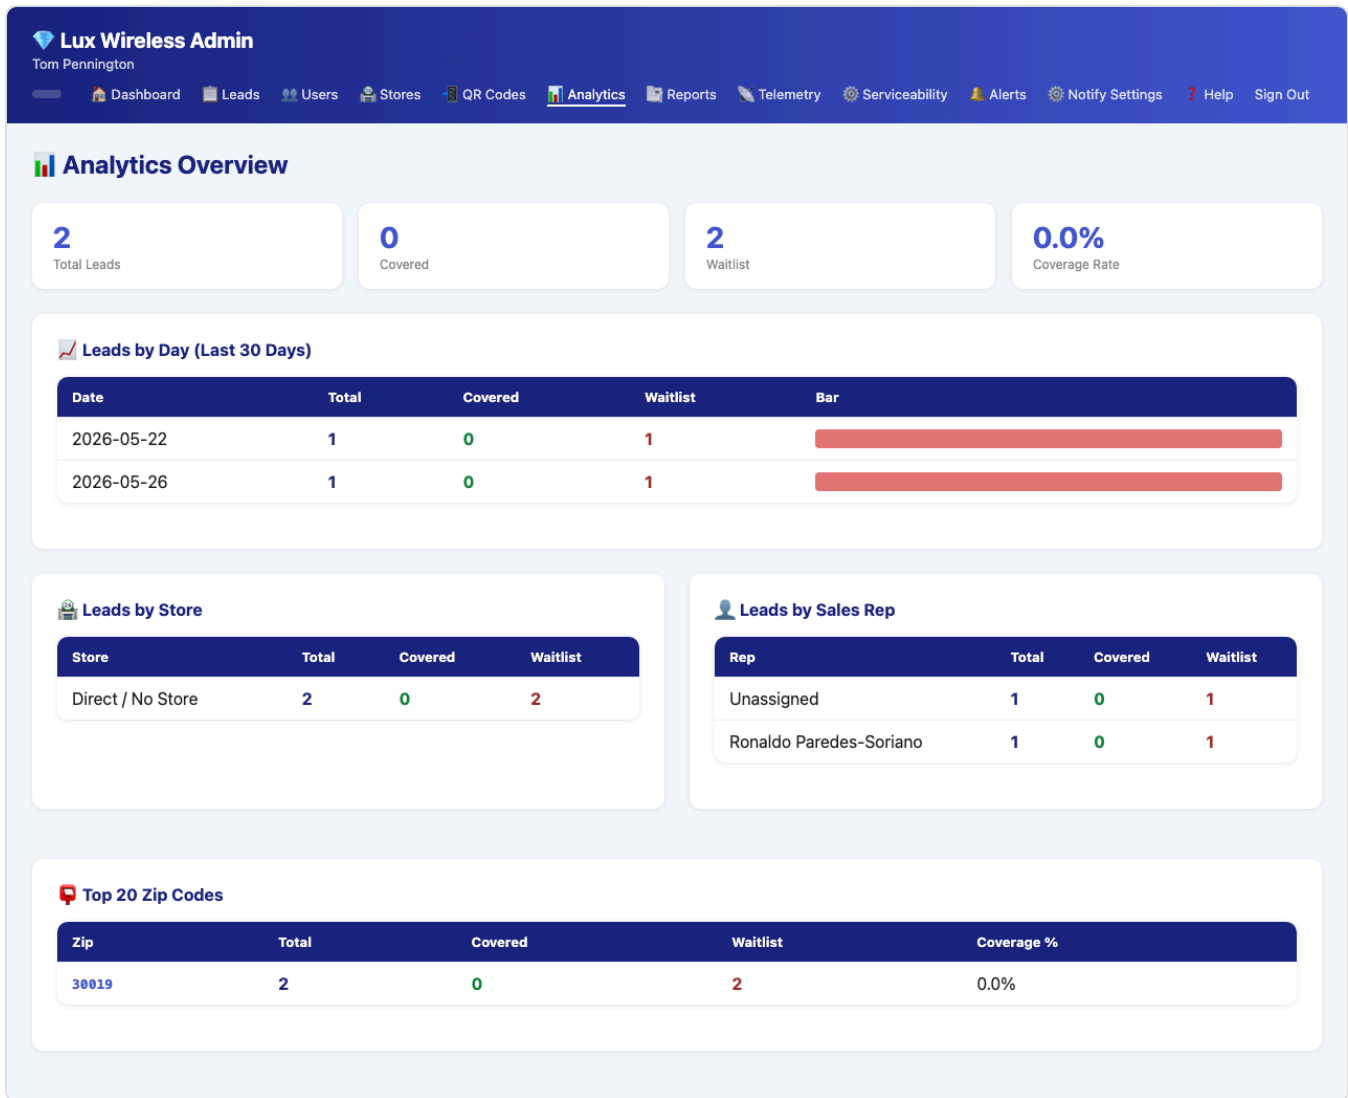 💎 Lux Wireless Admin
Tom Pennington
🏠 Dashboard 📋 Leads 👥 Users 🏪 Stores 📲 QR Codes 📊 Analytics Reports 📡 Telemetry ⚙️ Serviceability 🔔 Alerts ⚙️ Notify Settings ❓ Help Sign Out
📊 Analytics Overview
2 0 2 0.0%
Total Leads Covered Waitlist Coverage Rate
📈 Leads by Day (Last 30 Days)
Date Total Covered Waitlist Bar
2026-05-22 1 0 1
2026-05-26 1 0 1
🏪 Leads by Store
Store Total Covered Waitlist
Direct / No Store 2 0 2
👤 Leads by Sales Rep
Rep Total Covered Waitlist
Unassigned 1 0 1
Ronaldo Paredes-Soriano 1 0 1
📮 Top 20 Zip Codes
Zip Total Covered Waitlist Coverage %
30019 2 0 2 0.0%